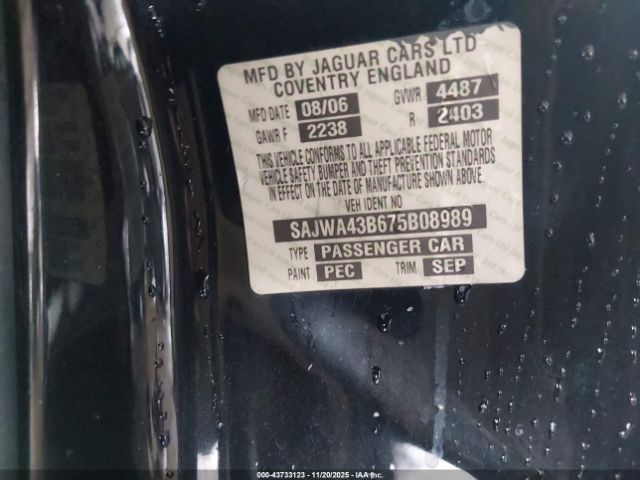 MFD BY JAGUAR CARS LTD
COVENTRY ENGLAND
MFD DATE 08/06 GVWR 4487
GAWR F 2238 R 2403
THIS VEHICLE CONFORMS TO ALL APPLICABLE FEDERAL MOTOR
VEHICLE SAFETY BUMPER AND THEFT PREVENTION STANDARDS
IN EFFECT ON THE DATE OF MANUFACTURE SHOWN ABOVE.
VEH IDENT NO
SAJWA43B675B08989
TYPE PASSENGER CAR
PAINT PEC TRIM SEP
000-43733123 - 11/20/2025 - IAAI.com